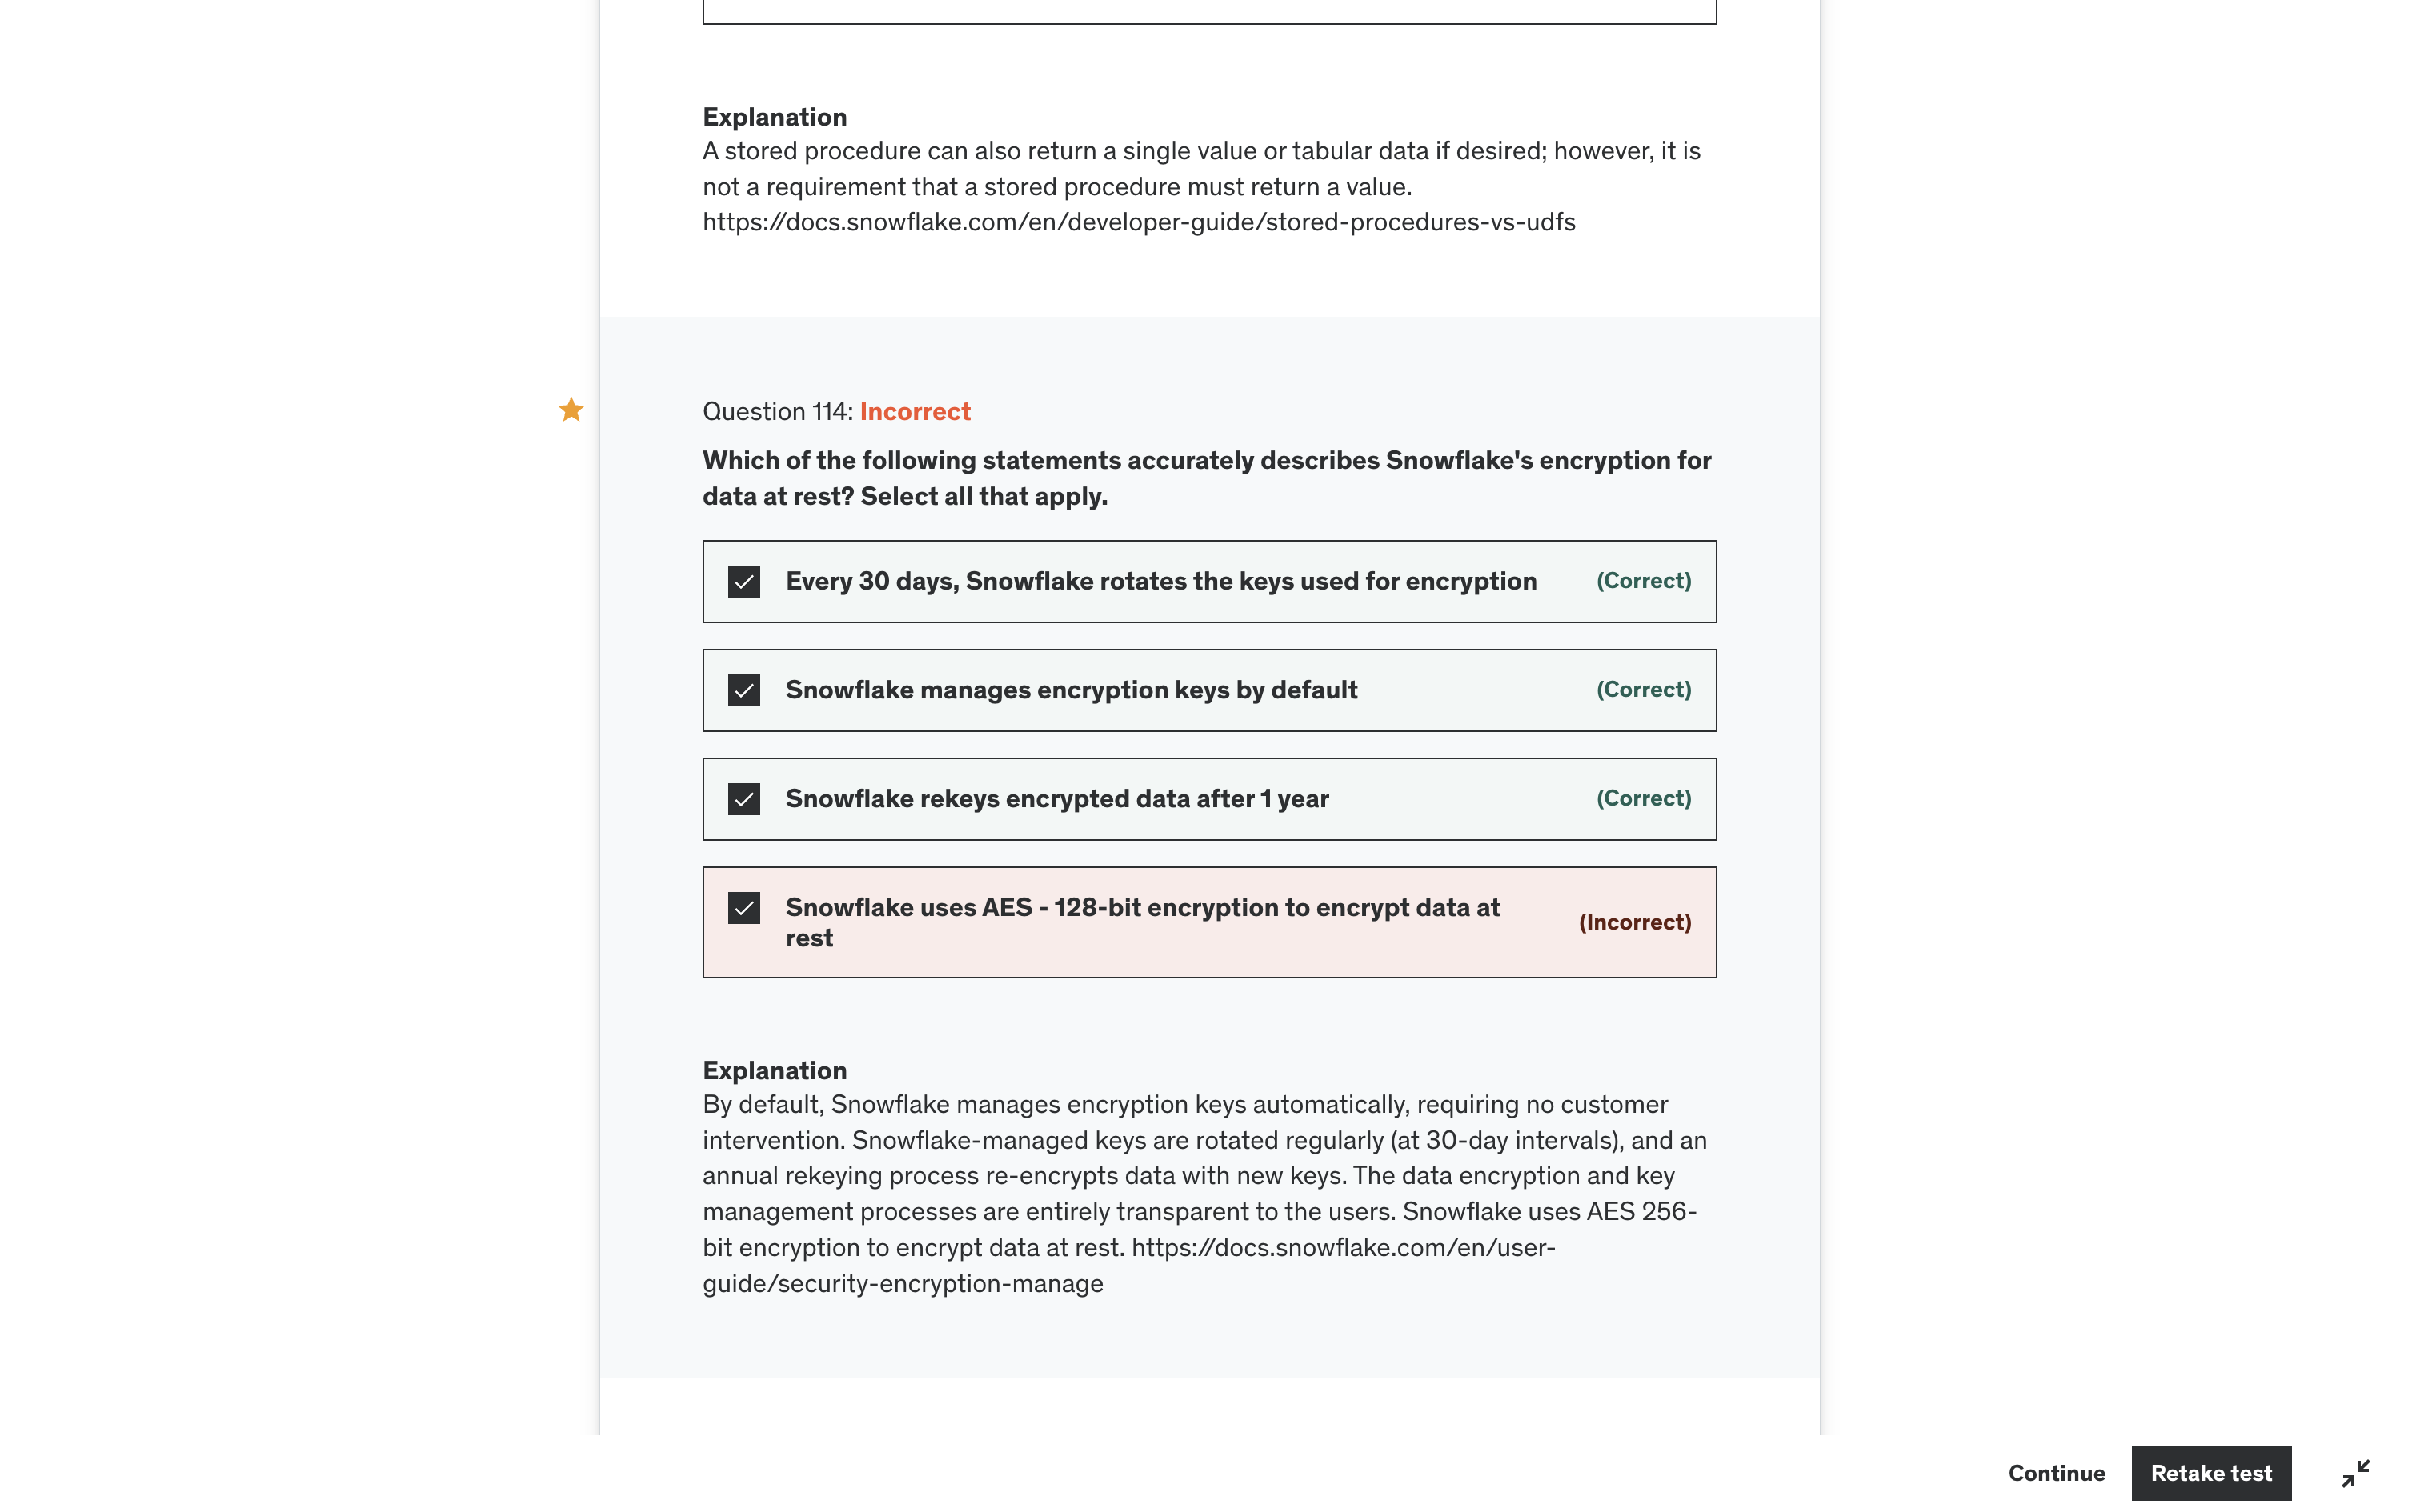 Explanation
A stored procedure can also return a single value or tabular data if desired; however, it is
not a requirement that a stored procedure must return a value.
https://docs.snowflake.com/en/developer-guide/stored-procedures-vs-udfs
Question 114: Incorrect
Which of the following statements accurately describes Snowflake's encryption for
data at rest? Select all that apply.
Every 30 days, Snowflake rotates the keys used for encryption (Correct)
Snowflake manages encryption keys by default (Correct)
Snowflake rekeys encrypted data after 1 year (Correct)
Snowflake uses AES - 128-bit encryption to encrypt data at
rest
(Incorrect)
Explanation
By default, Snowflake manages encryption keys automatically, requiring no customer
intervention. Snowflake-managed keys are rotated regularly (at 30-day intervals), and an
annual rekeying process re-encrypts data with new keys. The data encryption and key
management processes are entirely transparent to the users. Snowflake uses AES 256-
bit encryption to encrypt data at rest. https://docs.snowflake.com/en/user-
guide/security-encryption-manage
Continue Retake test